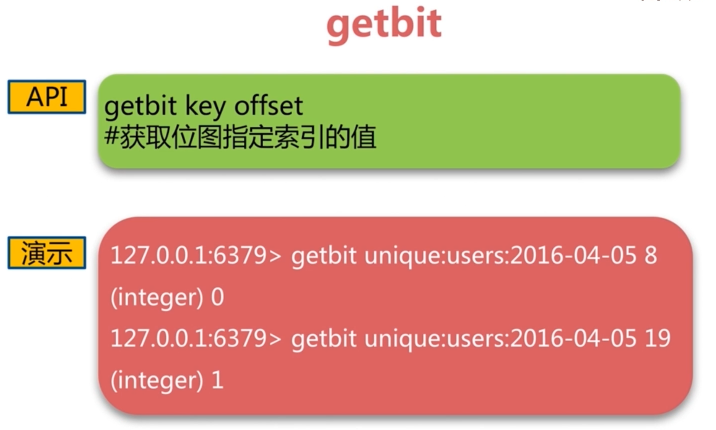 getbit
API
getbit key offset
#获取位图指定索引的值
演示
127.0.0.1:6379> getbit unique:users:2016-04-05 8
(integer) 0
127.0.0.1:6379> getbit unique:users:2016-04-05 19
(integer) 1